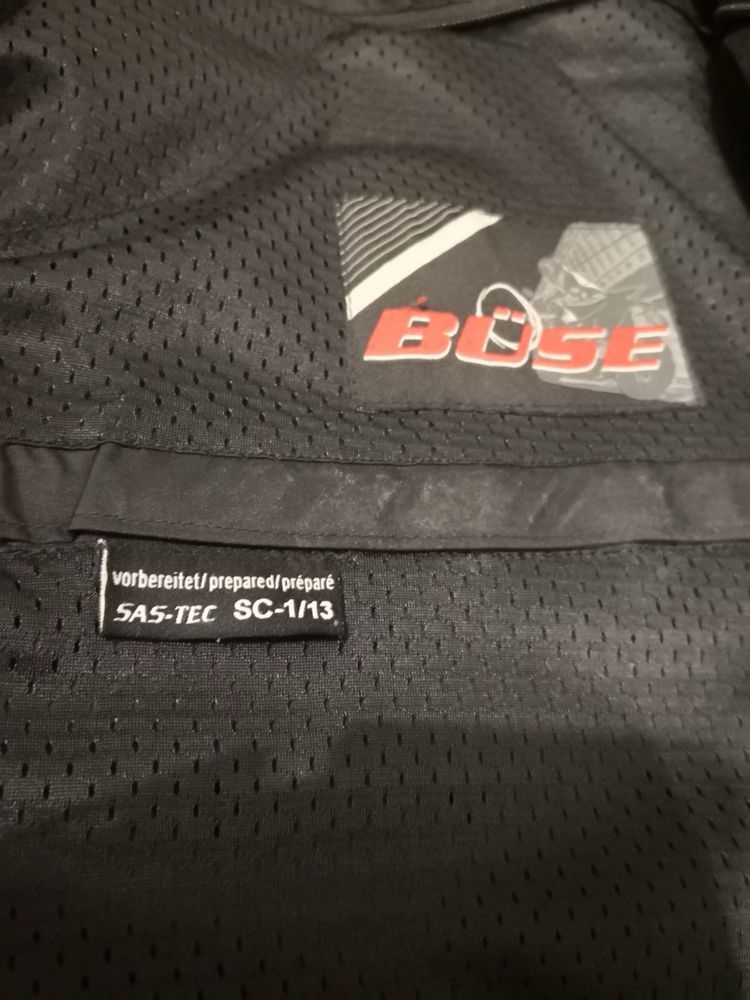 BÜSE
vorbereitet/prepared/préparé
SAS-TEC SC-1/13